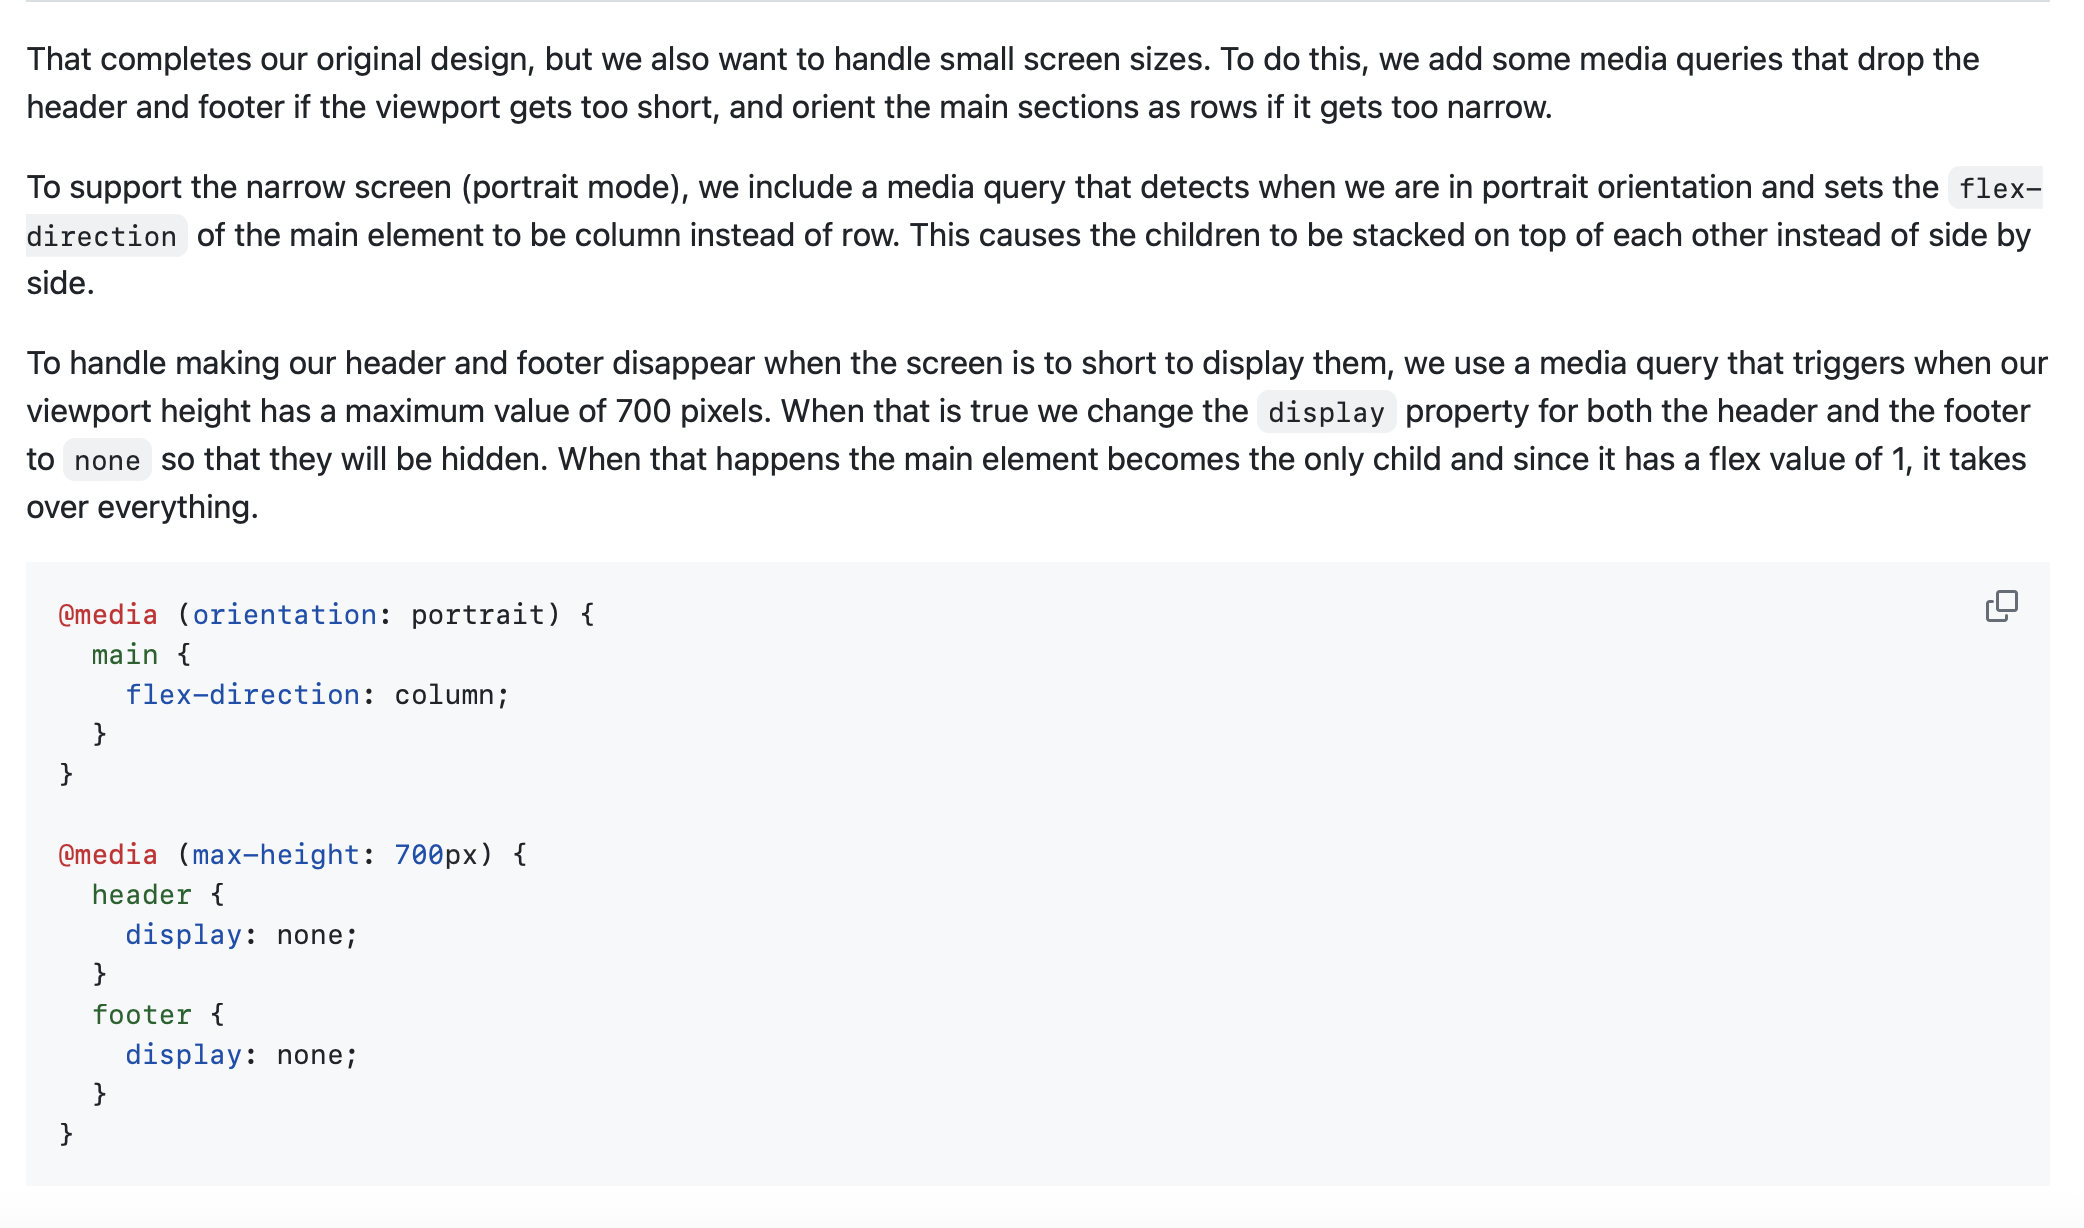 That completes our original design, but we also want to handle small screen sizes. To do this, we add some media queries that drop the
header and footer if the viewport gets too short, and orient the main sections as rows if it gets too narrow.
To support the narrow screen (portrait mode), we include a media query that detects when we are in portrait orientation and sets the flex-
direction of the main element to be column instead of row. This causes the children to be stacked on top of each other instead of side by
side.
To handle making our header and footer disappear when the screen is to short to display them, we use a media query that triggers when our
viewport height has a maximum value of 700 pixels. When that is true we change the display property for both the header and the footer
to none so that they will be hidden. When that happens the main element becomes the only child and since it has a flex value of 1, it takes
over everything.
@media (orientation: portrait) {
  main {
    flex-direction: column;
  }
}
@media (max-height: 700px) {
  header {
    display: none;
  }
  footer {
    display: none;
  }
}